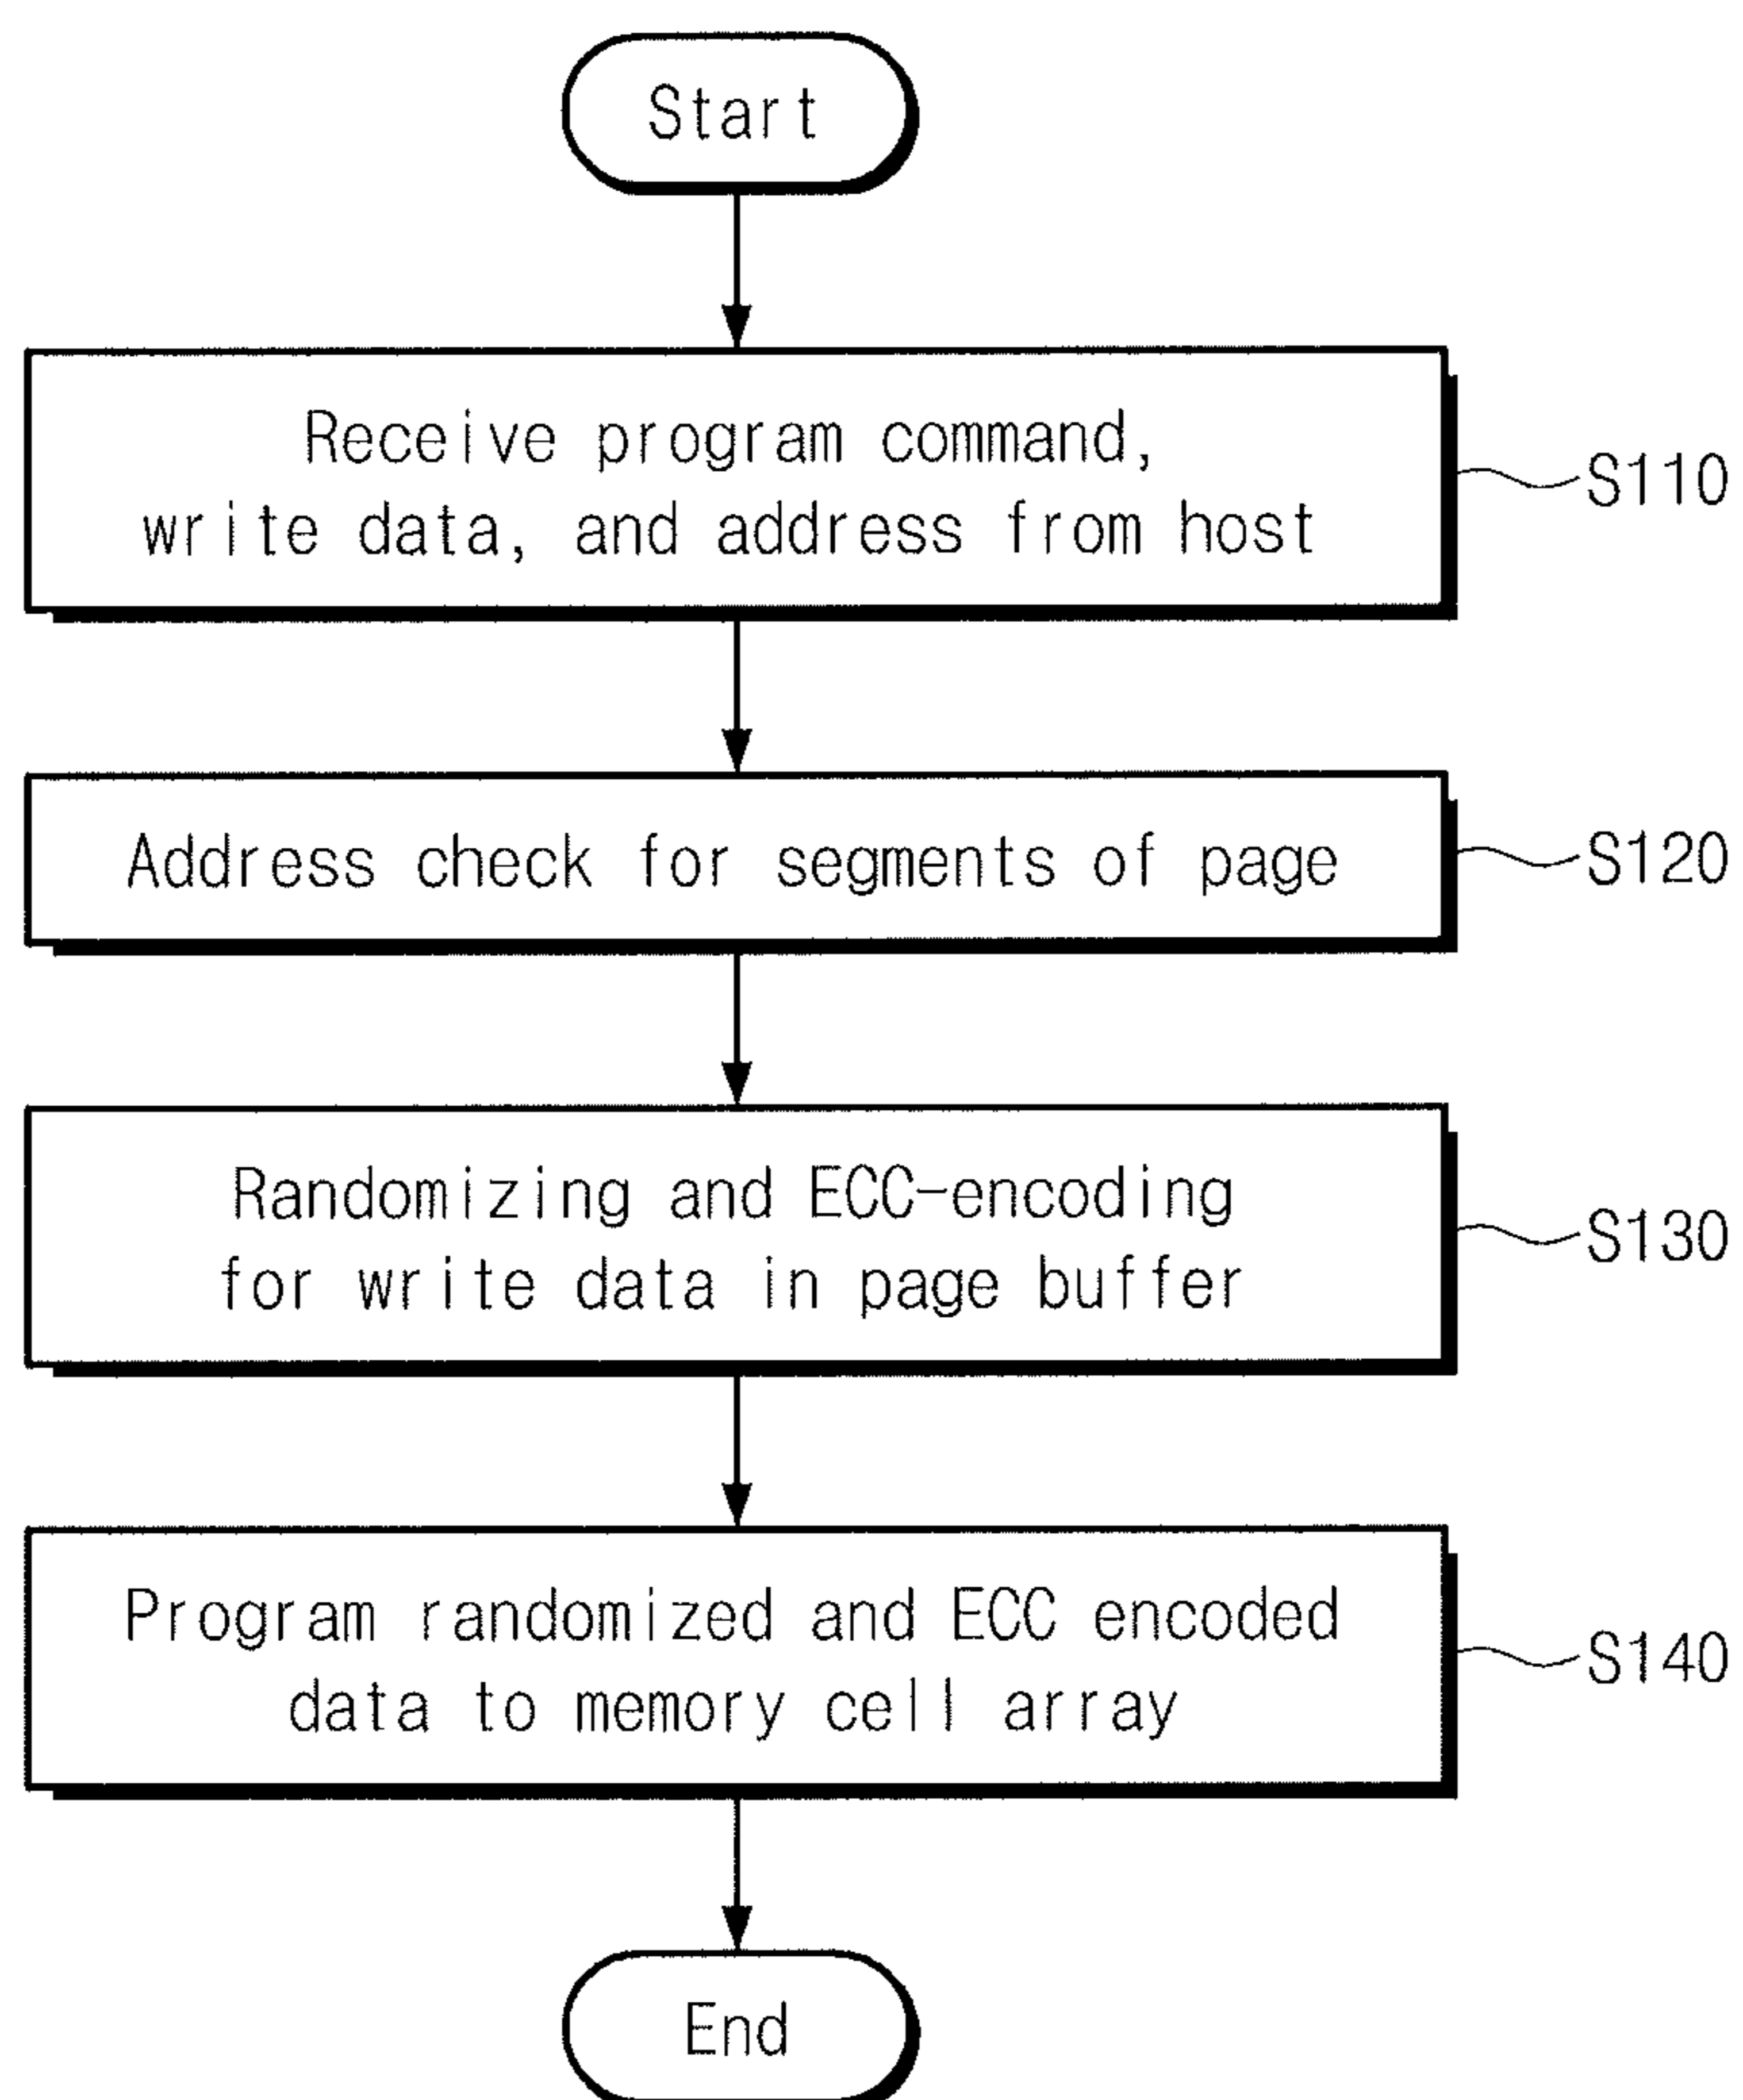 Start
Receive program command,
write data, and address from host
S110
Address check for segments of page
S120
Randomizing and ECC-encoding
for write data in page buffer
S130
Program randomized and ECC encoded
data to memory cell array
S140
End